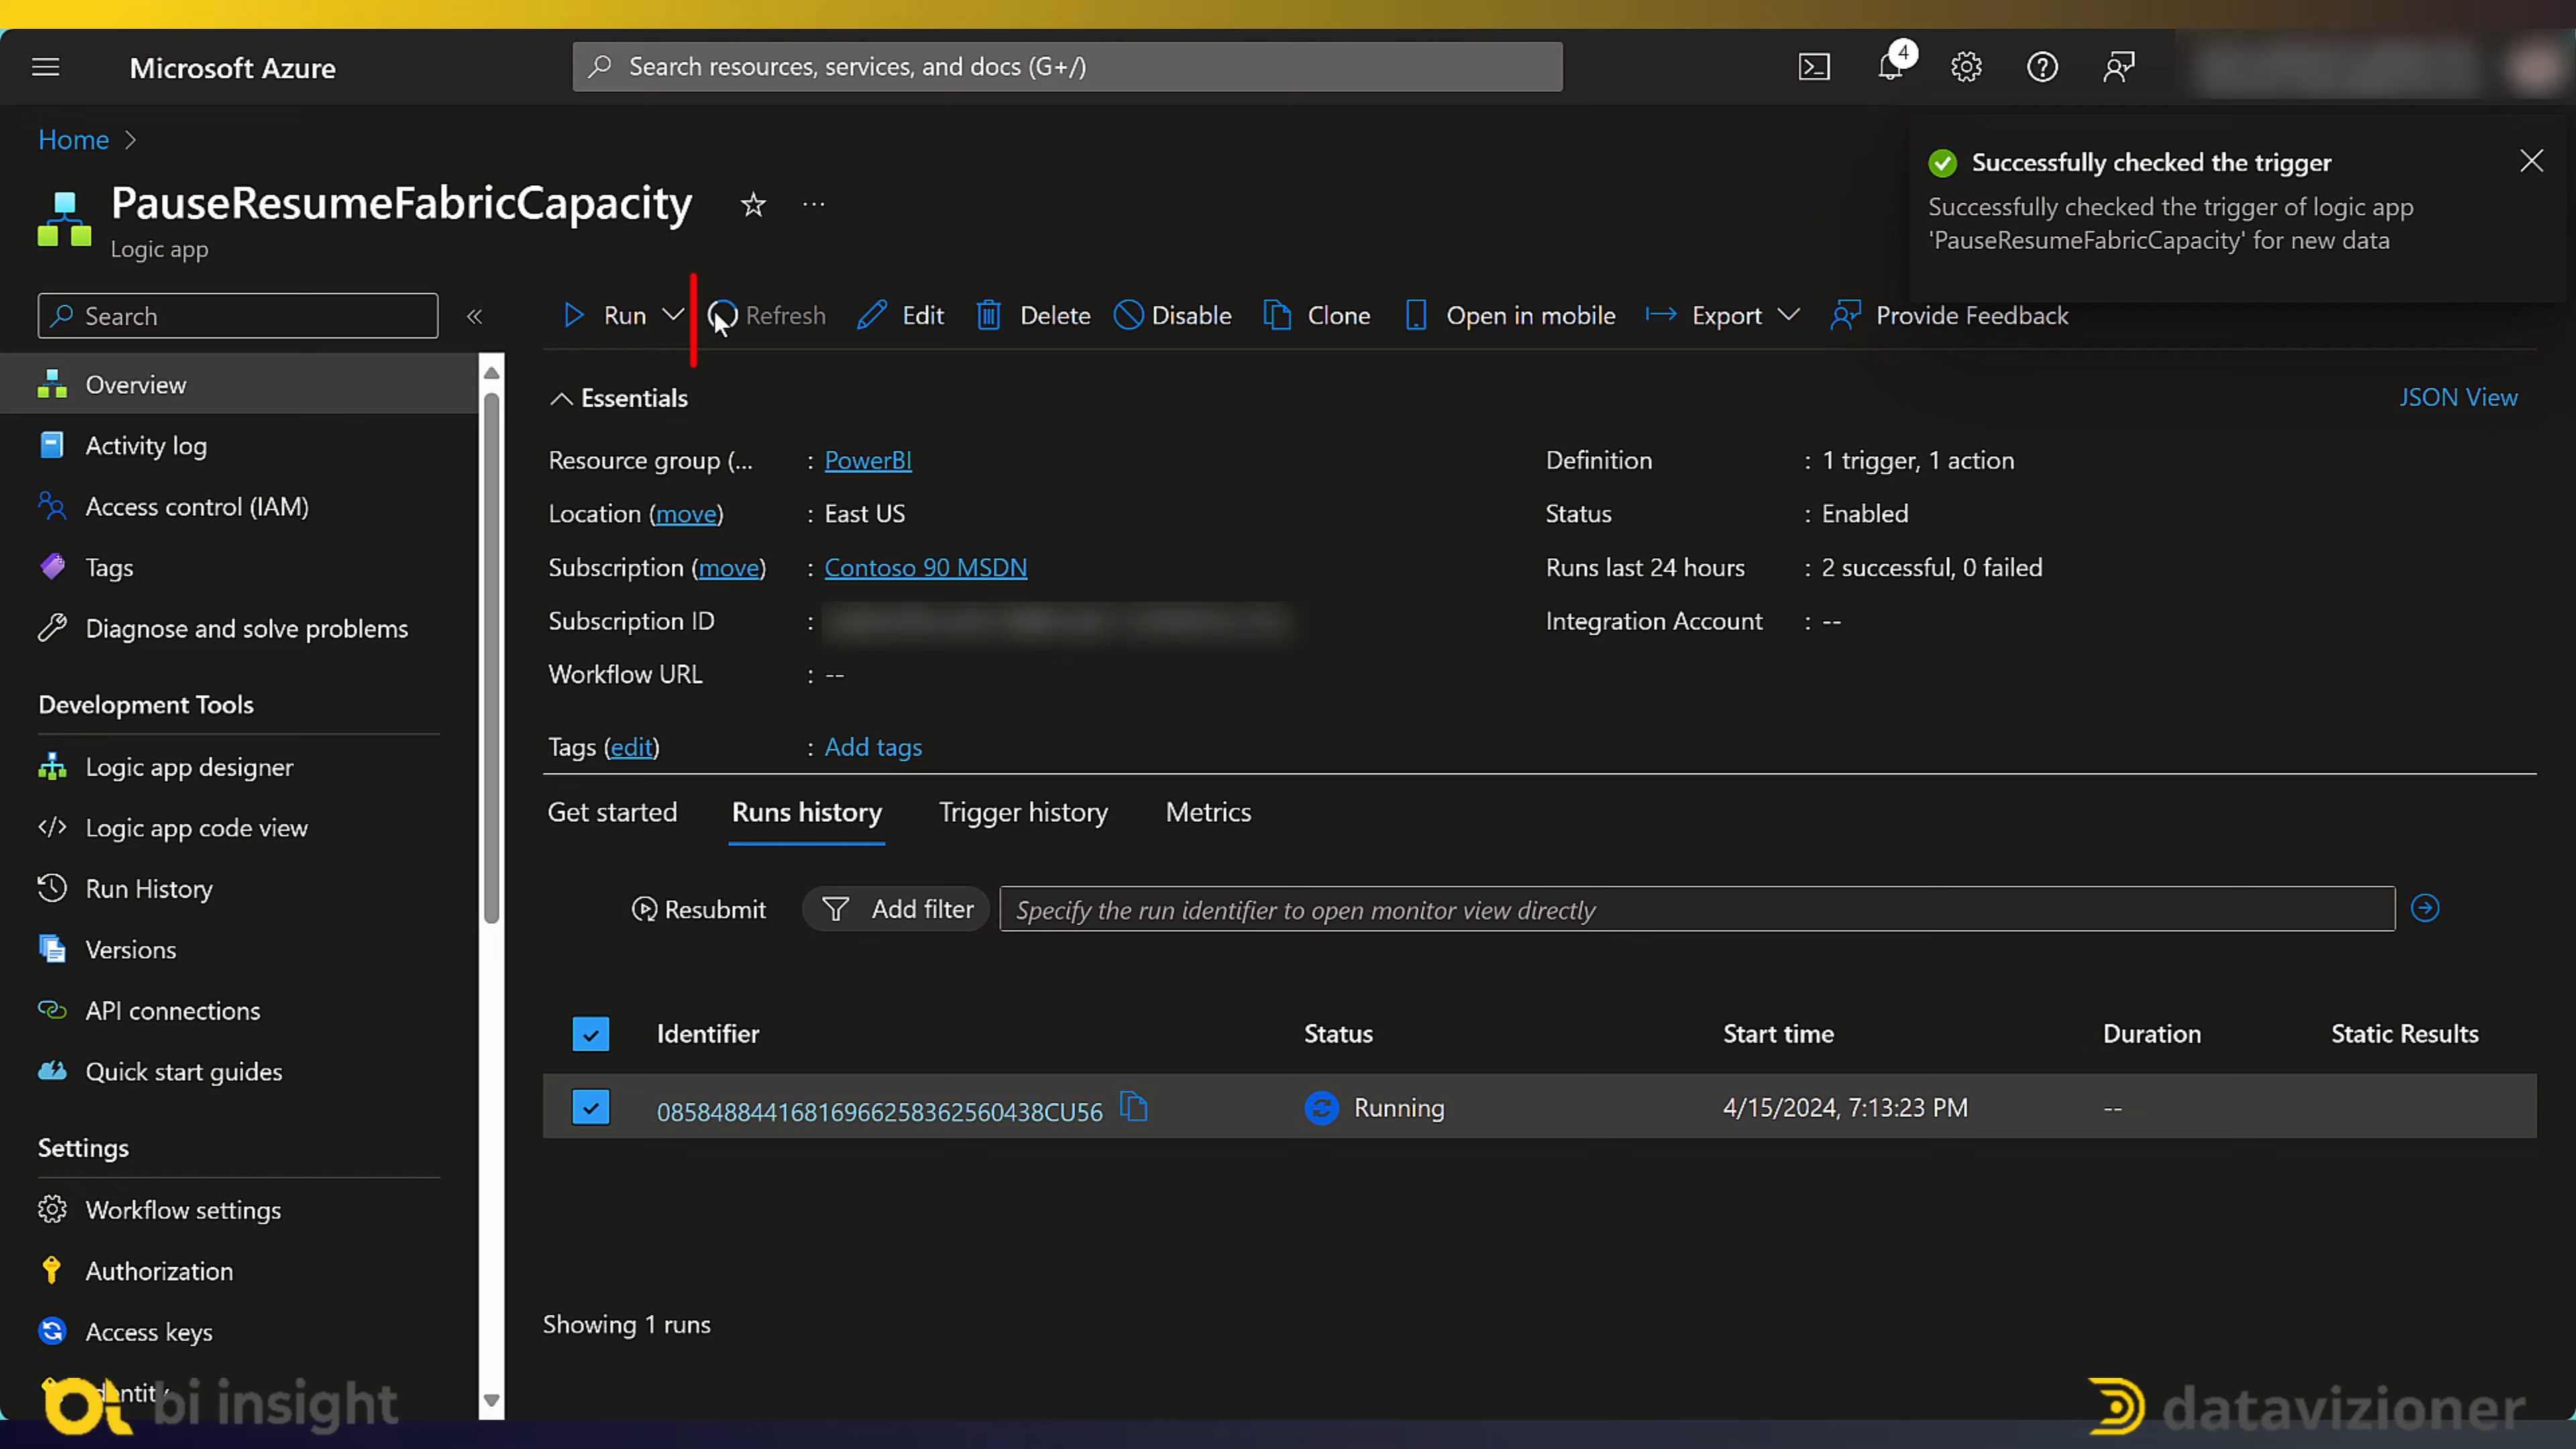 Microsoft Azure
Search resources, services, and docs (G+/)
4
Home
Successfully checked the trigger
Successfully checked the trigger of logic app
'PauseResumeFabricCapacity' for new data
PauseResumeFabricCapacity
Logic app
Search
Run
Refresh
Edit
Delete
Disable
Clone
Open in mobile
Export
Provide Feedback
Overview
Activity log
Access control (IAM)
Tags
Diagnose and solve problems
Development Tools
Logic app designer
Logic app code view
Run History
Versions
API connections
Quick start guides
Settings
Workflow settings
Authorization
Access keys
Identity
Essentials
JSON View
Resource group (... : PowerBI
Location (move) : East US
Subscription (move) : Contoso 90 MSDN
Subscription ID :
Workflow URL : --
Tags (edit) : Add tags
Definition : 1 trigger, 1 action
Status : Enabled
Runs last 24 hours : 2 successful, 0 failed
Integration Account : --
Get started
Runs history
Trigger history
Metrics
Resubmit
Add filter
Specify the run identifier to open monitor view directly
Identifier Status Start time Duration Static Results
08584884416816966258362560438CU56 Running 4/15/2024, 7:13:23 PM --
Showing 1 runs
bi insight
datavizioner